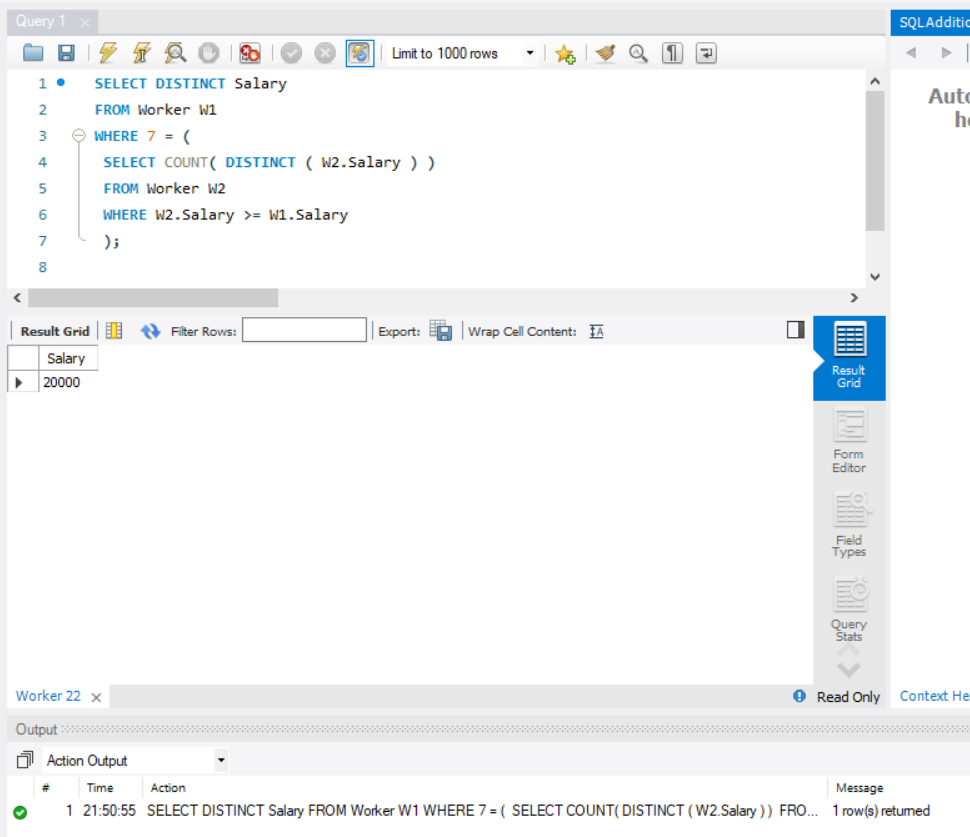 Query 1
SQLAdditio
Limit to 1000 rows
1 SELECT DISTINCT Salary
2 FROM Worker W1
3 WHERE 7 = (
4 SELECT COUNT( DISTINCT ( W2.Salary ) )
5 FROM Worker W2
6 WHERE W2.Salary >= W1.Salary
7 );
8
Auto
he
Result Grid Filter Rows: Export: Wrap Cell Content:
Salary
20000
Result
Grid
Form
Editor
Field
Types
Query
Stats
Worker 22 Read Only Context He
Output
Action Output
# Time Action Message
1 21:50:55 SELECT DISTINCT Salary FROM Worker W1 WHERE 7 = ( SELECT COUNT( DISTINCT ( W2.Salary ) ) FRO... 1 row(s) returned